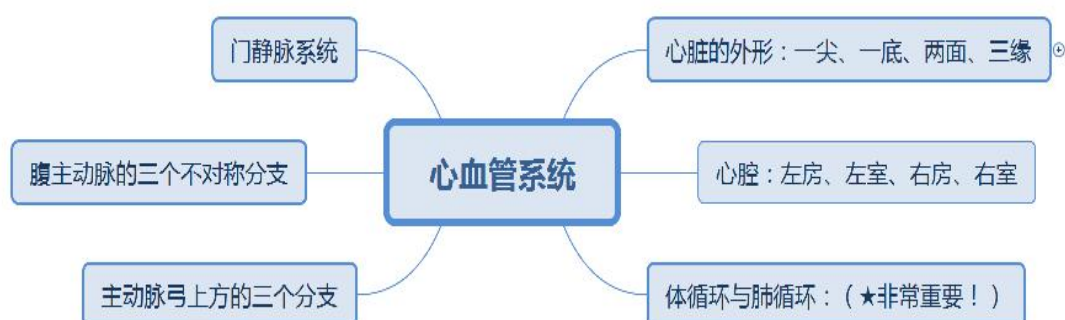 门静脉系统
心脏的外形：一尖、一底、两面、三缘
腹主动脉的三个不对称分支
心血管系统
心腔：左房、左室、右房、右室
主动脉弓上方的三个分支
体循环与肺循环：（★非常重要！）